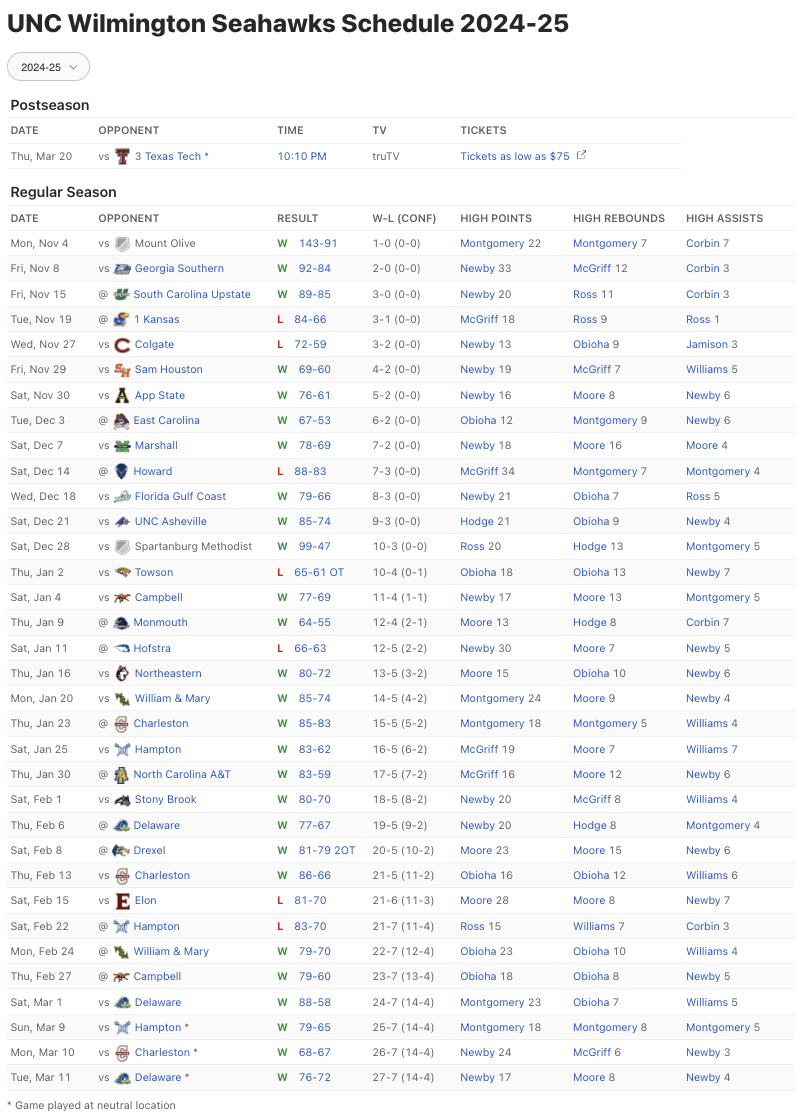 UNC Wilmington Seahawks Schedule 2024-25
2024-25
Postseason
DATE OPPONENT TIME TV TICKETS
Thu, Mar 20 vs 3 Texas Tech * 10:10 PM truTV Tickets as low as $75
Regular Season
DATE OPPONENT RESULT W-L (CONF) HIGH POINTS HIGH REBOUNDS HIGH ASSISTS
Mon, Nov 4 vs Mount Olive W 143-91 1-0 (0-0) Montgomery 22 Montgomery 7 Corbin 7
Fri, Nov 8 vs Georgia Southern W 92-84 2-0 (0-0) Newby 33 McGriff 12 Corbin 3
Fri, Nov 15 @ South Carolina Upstate W 89-85 3-0 (0-0) Newby 20 Ross 11 Corbin 3
Tue, Nov 19 @ 1 Kansas L 84-66 3-1 (0-0) McGriff 18 Ross 9 Ross 1
Wed, Nov 27 vs Colgate L 72-59 3-2 (0-0) Newby 13 Obioha 9 Jamison 3
Fri, Nov 29 vs Sam Houston W 69-60 4-2 (0-0) Newby 19 McGriff 7 Williams 5
Sat, Nov 30 vs App State W 76-61 5-2 (0-0) Newby 16 Moore 8 Newby 6
Tue, Dec 3 @ East Carolina W 67-53 6-2 (0-0) Obioha 12 Montgomery 9 Newby 6
Sat, Dec 7 vs Marshall W 78-69 7-2 (0-0) Newby 18 Moore 16 Moore 4
Sat, Dec 14 @ Howard L 88-83 7-3 (0-0) McGriff 34 Montgomery 7 Montgomery 4
Wed, Dec 18 vs Florida Gulf Coast W 79-66 8-3 (0-0) Newby 21 Obioha 7 Ross 5
Sat, Dec 21 vs UNC Asheville W 85-74 9-3 (0-0) Hodge 21 Obioha 9 Newby 4
Sat, Dec 28 vs Spartanburg Methodist W 99-47 10-3 (0-0) Ross 20 Hodge 13 Montgomery 5
Thu, Jan 2 vs Towson L 65-61 OT 10-4 (0-1) Obioha 18 Obioha 13 Newby 7
Sat, Jan 4 vs Campbell W 77-69 11-4 (1-1) Newby 17 Moore 13 Montgomery 5
Thu, Jan 9 @ Monmouth W 64-55 12-4 (2-1) Moore 13 Hodge 8 Corbin 7
Sat, Jan 11 @ Hofstra L 66-63 12-5 (2-2) Newby 30 Moore 7 Newby 5
Thu, Jan 16 vs Northeastern W 80-72 13-5 (3-2) Moore 15 Obioha 10 Newby 6
Mon, Jan 20 vs William & Mary W 85-74 14-5 (4-2) Montgomery 24 Moore 9 Newby 4
Thu, Jan 23 @ Charleston W 85-83 15-5 (5-2) Montgomery 18 Montgomery 5 Williams 4
Sat, Jan 25 vs Hampton W 83-62 16-5 (6-2) McGriff 19 Moore 7 Williams 7
Thu, Jan 30 @ North Carolina A&T W 83-59 17-5 (7-2) McGriff 16 Moore 12 Newby 6
Sat, Feb 1 vs Stony Brook W 80-70 18-5 (8-2) Newby 20 McGriff 8 Williams 4
Thu, Feb 6 @ Delaware W 77-67 19-5 (9-2) Newby 20 Hodge 8 Montgomery 4
Sat, Feb 8 @ Drexel W 81-79 2OT 20-5 (10-2) Moore 23 Moore 15 Newby 6
Thu, Feb 13 vs Charleston W 86-66 21-5 (11-2) Obioha 16 Obioha 12 Williams 6
Sat, Feb 15 vs Elon L 81-70 21-6 (11-3) Moore 28 Moore 8 Newby 7
Sat, Feb 22 @ Hampton L 83-70 21-7 (11-4) Ross 15 Williams 7 Corbin 3
Mon, Feb 24 @ William & Mary W 79-70 22-7 (12-4) Obioha 23 Obioha 10 Williams 4
Thu, Feb 27 @ Campbell W 79-60 23-7 (13-4) Obioha 18 Obioha 8 Newby 5
Sat, Mar 1 vs Delaware W 88-58 24-7 (14-4) Montgomery 23 Obioha 7 Williams 5
Sun, Mar 9 vs Hampton * W 79-65 25-7 (14-4) Montgomery 18 Montgomery 8 Montgomery 5
Mon, Mar 10 vs Charleston * W 68-67 26-7 (14-4) Newby 24 McGriff 6 Newby 3
Tue, Mar 11 vs Delaware * W 76-72 27-7 (14-4) Newby 17 Moore 8 Newby 4
* Game played at neutral location